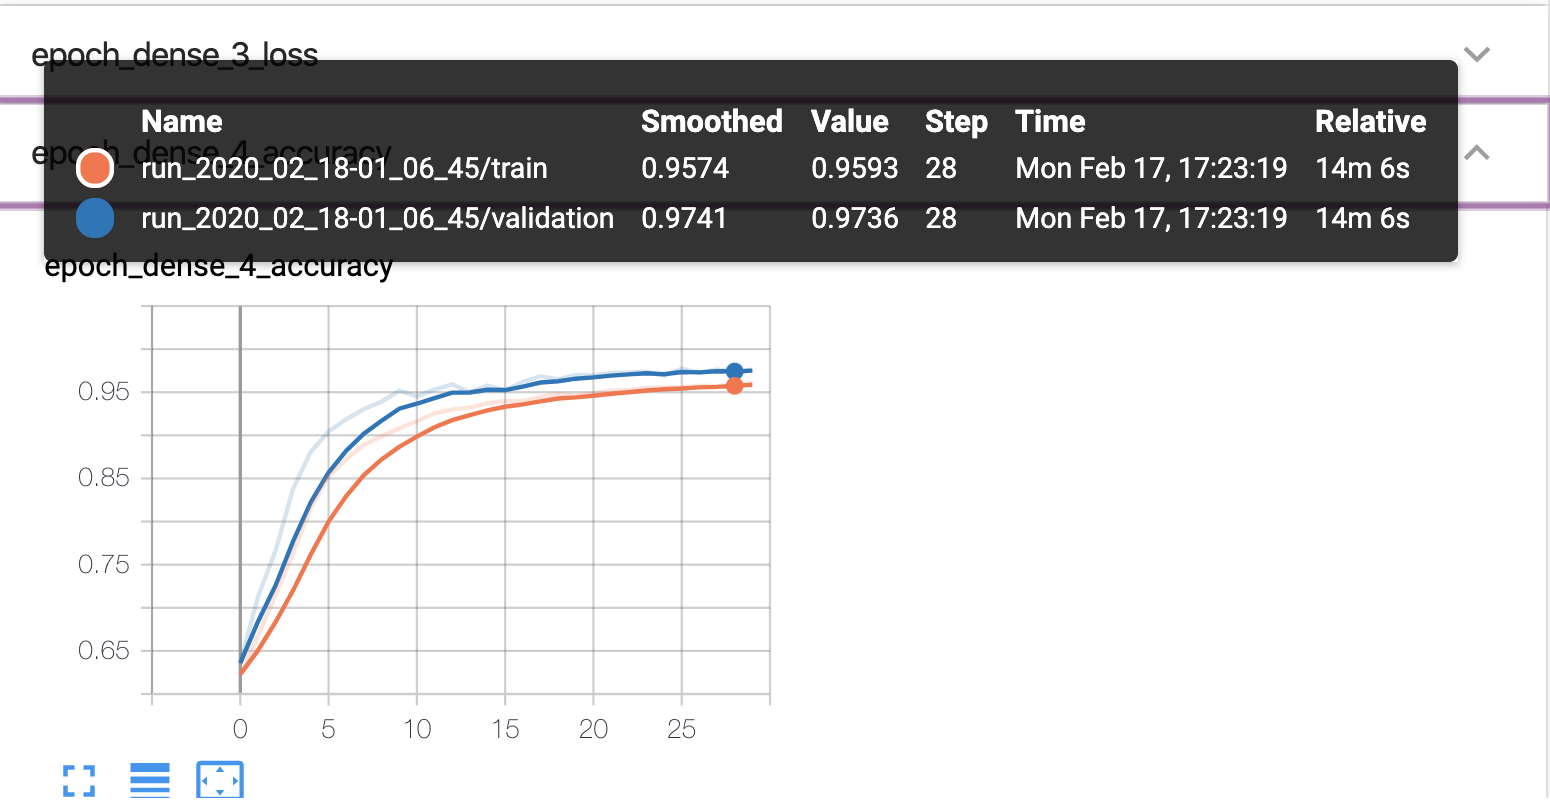 epoch_dense_3_loss
Name Smoothed Value Step Time Relative
epoch_dense_4_accuracy
run_2020_02_18-01_06_45/train 0.9574 0.9593 28 Mon Feb 17, 17:23:19 14m 6s
run_2020_02_18-01_06_45/validation 0.9741 0.9736 28 Mon Feb 17, 17:23:19 14m 6s
epoch_dense_4_accuracy
0.95
0.85
0.75
0.65
0 5 10 15 20 25